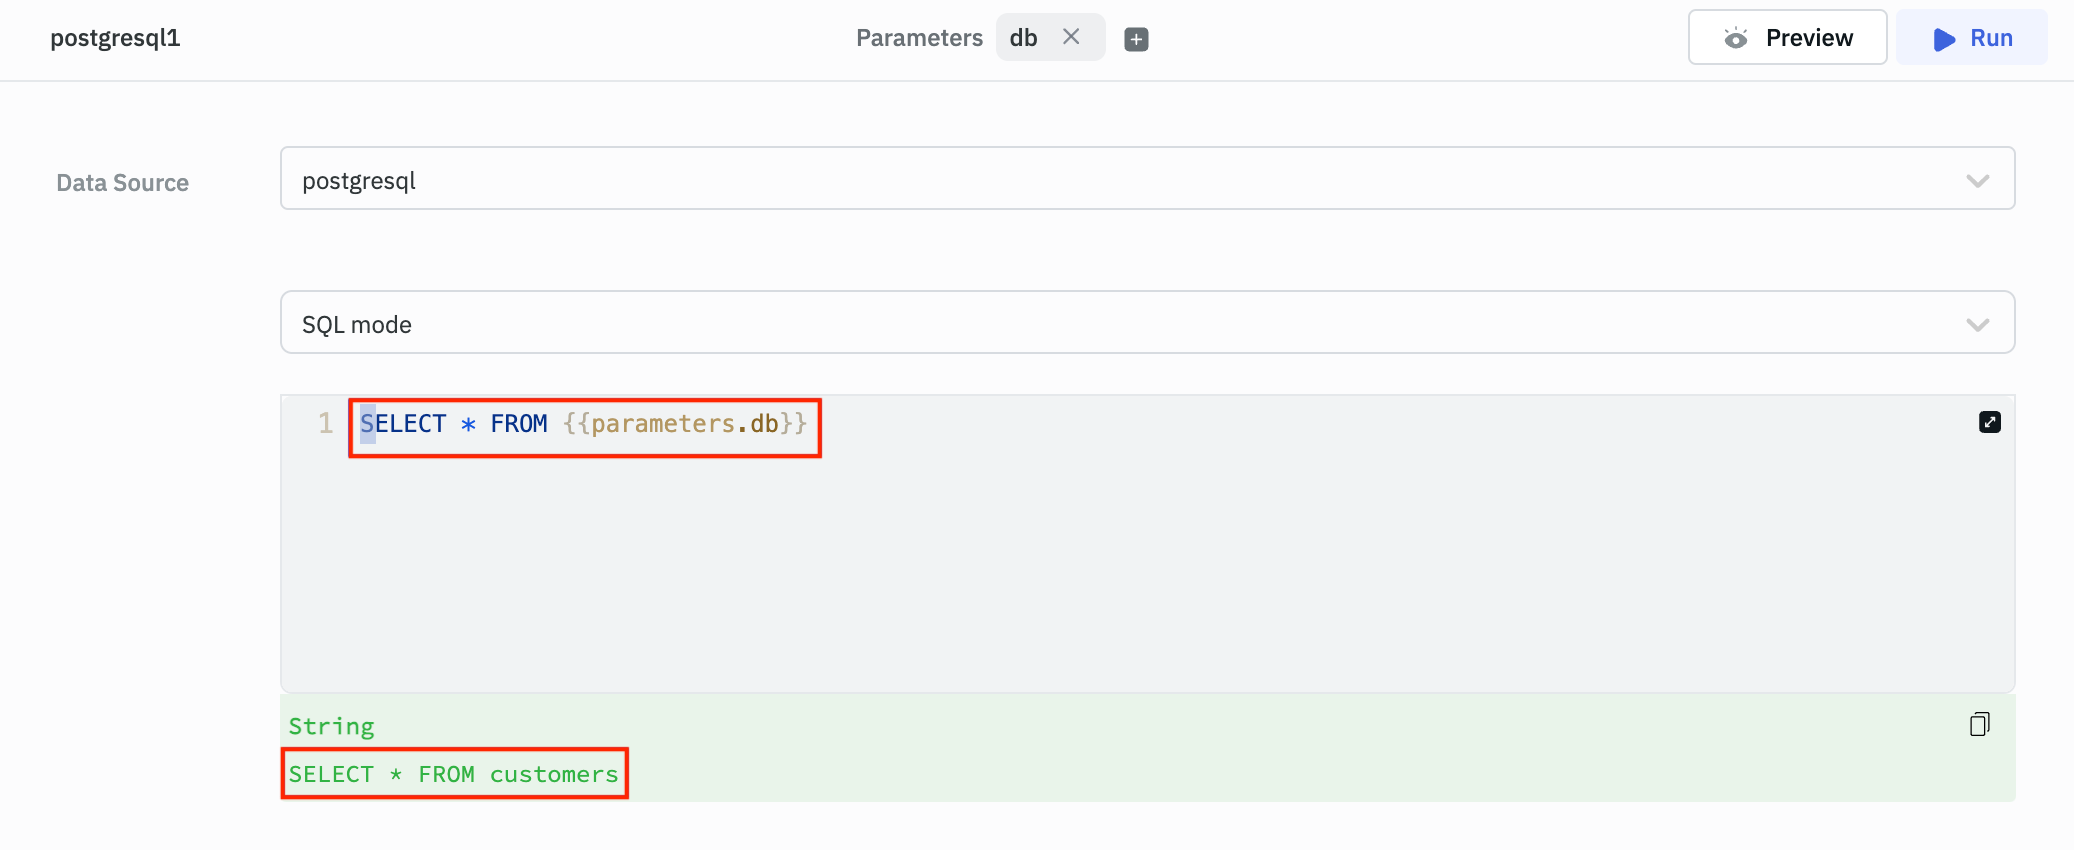 postgresql1
Parameters db
Preview
Run
Data Source
postgresql
SQL mode
1 SELECT * FROM {{parameters.db}}
String
SELECT * FROM customers